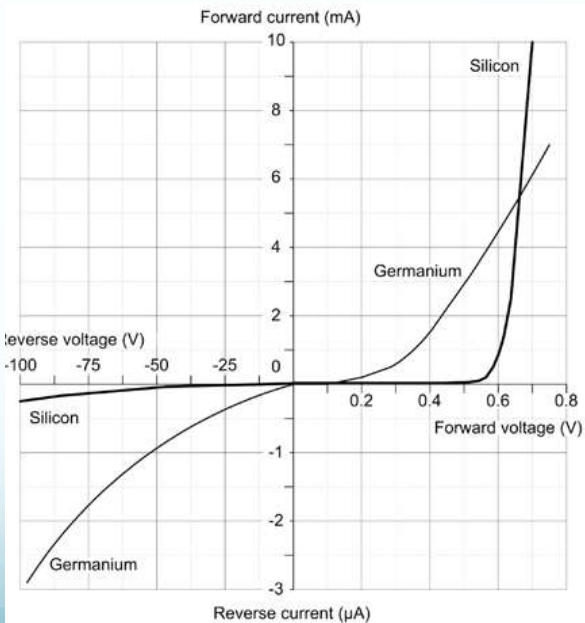 Forward current (mA)
10
Silicon
8
6
4
Germanium
2
everse voltage (V)
-100 -75 -50 -25 0
0.2 0.4 0.6 0.8
Silicon
Forward voltage (V)
-1
-2
Germanium
-3
Reverse current (μA)